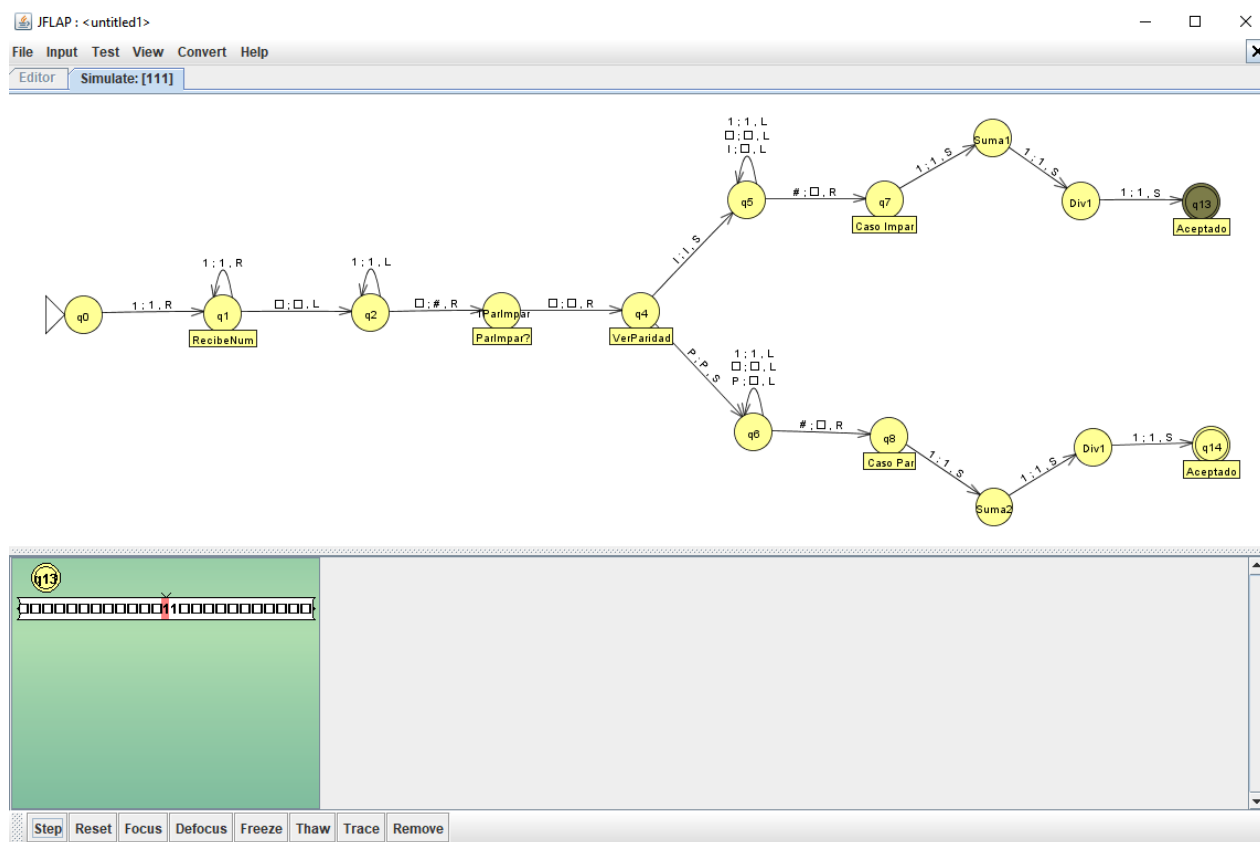 JFLAP : <untitled1>
File Input Test View Convert Help
Editor Simulate: [111]
1 ; 1 , L
□ ; □ , L
I ; □ , L
q5
# ; □ , R
q7
Caso Impar
1 ; 1 , S
Suma1
1 ; 1 , S
Div1
1 ; 1 , S
q13
Aceptado
I ; I , S
q0
1 ; 1 , R
1 ; 1 , R
q1
RecibeNum
□ ; □ , L
1 ; 1 , L
q2
□ ; # , R
ParImpar
ParImpar?
□ ; □ , R
q4
VerParidad
P ; P , S
1 ; 1 , L
□ ; □ , L
P ; □ , L
q6
# ; □ , R
q8
Caso Par
1 ; 1 , S
Suma2
1 ; 1 , S
Div1
1 ; 1 , S
q14
Aceptado
q13
□□□□□□□□□□□□11□□□□□□□□□□□
Step Reset Focus Defocus Freeze Thaw Trace Remove